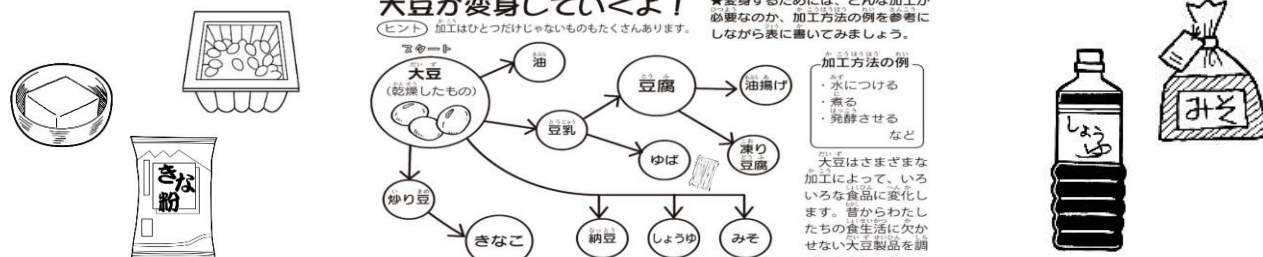 大豆が変身していくよ！
ヒント 加工はひとつだけじゃないものもたくさんあります。
スタート
大豆
(乾燥したもの)
油
豆乳
豆腐
油揚げ
ゆば
凍り
豆腐
炒り豆
きなこ
納豆
しょうゆ
みそ
★変身するためには、どんな加工が
必要なのか、加工方法の例を参考に
しながら表に書いてみましょう。
加工方法の例
・水につける
・煮る
・発酵させる
など
大豆はさまざまな
加工によって、いろ
いろな食品に変化し
ます。昔からわたし
たちの食生活に欠か
せない大豆製品を調
きな
粉
しょう
ゆ
みそ